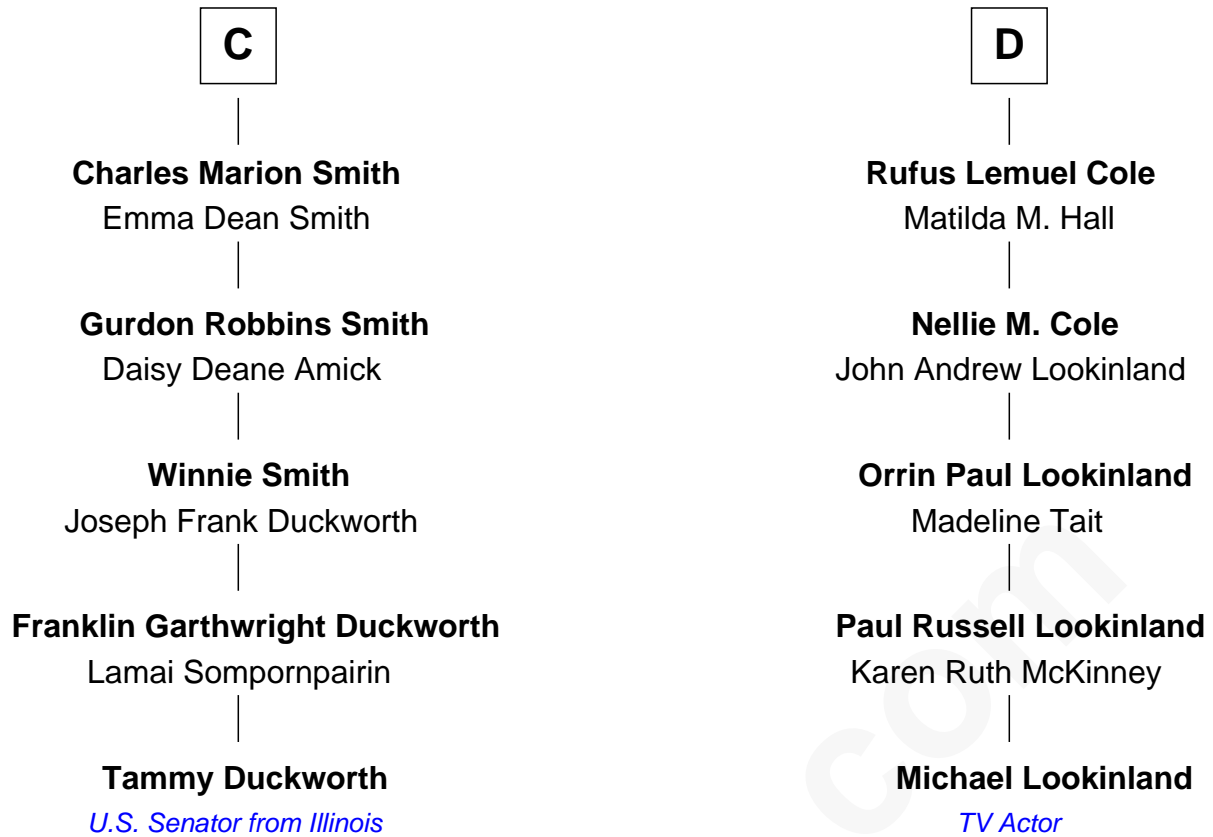 C
Charles Marion Smith
Emma Dean Smith
Gurdon Robbins Smith
Daisy Deane Amick
Winnie Smith
Joseph Frank Duckworth
Franklin Garthwright Duckworth
Lamai Sompornpairin
Tammy Duckworth
U.S. Senator from Illinois
D
Rufus Lemuel Cole
Matilda M. Hall
Nellie M. Cole
John Andrew Lookinland
Orrin Paul Lookinland
Madeline Tait
Paul Russell Lookinland
Karen Ruth McKinney
Michael Lookinland
TV Actor
com